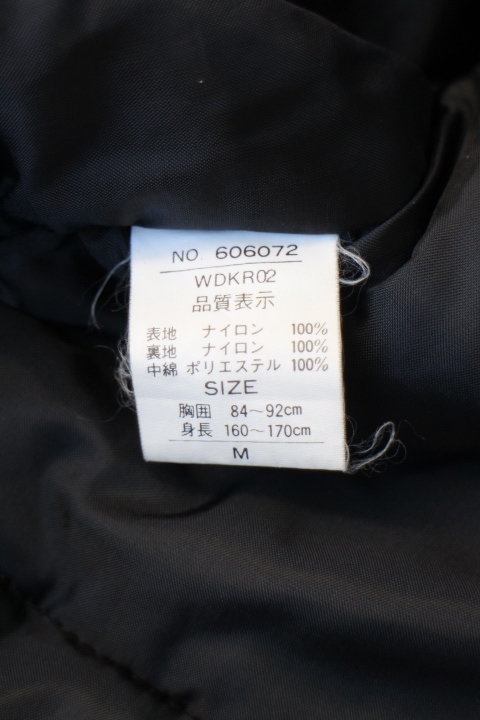 NO 606072
WDKR02
品質表示
表地 ナイロン 100%
裏地 ナイロン 100%
中綿 ポリエステル 100%
SIZE
胸囲 84～92cm
身長 160～170cm
M